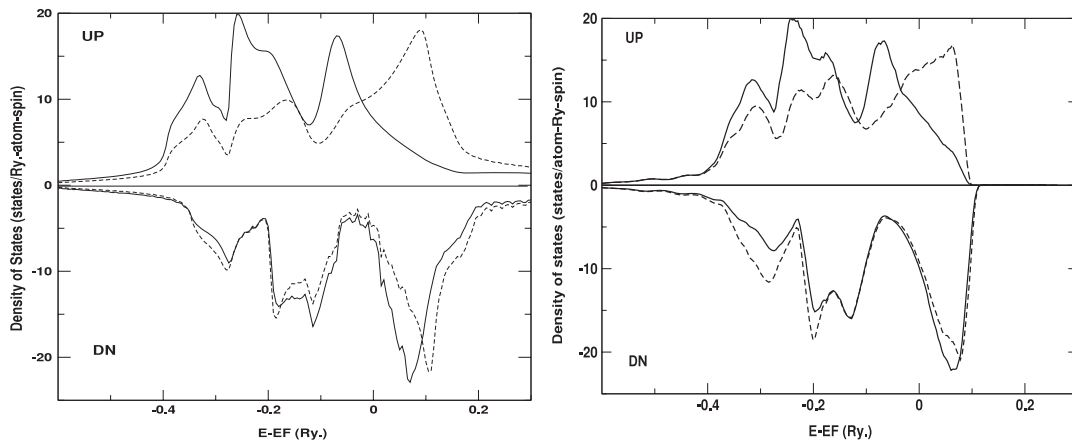 20
UP
10
0
-10
DN
-20
-0.4
-0.2
0
0.2
E-EF (Ry.)
Density of States (states/Ry.-atom-spin)
20
UP
10
0
-10
DN
-20
-0.4
-0.2
0
0.2
E-EF (Ry.)
Density of states (states/atom-Ry-spin)